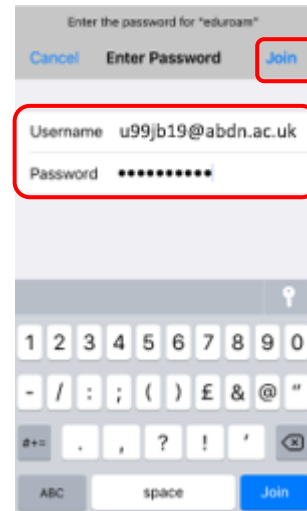 Enter the password for "eduroam"
Cancel Enter Password Join
Username u99jb19@abdn.ac.uk
Password ••••••••••
1 2 3 4 5 6 7 8 9 0
- / : ; ( ) £ & @ "
#+= . , ? ! '
ABC space Join